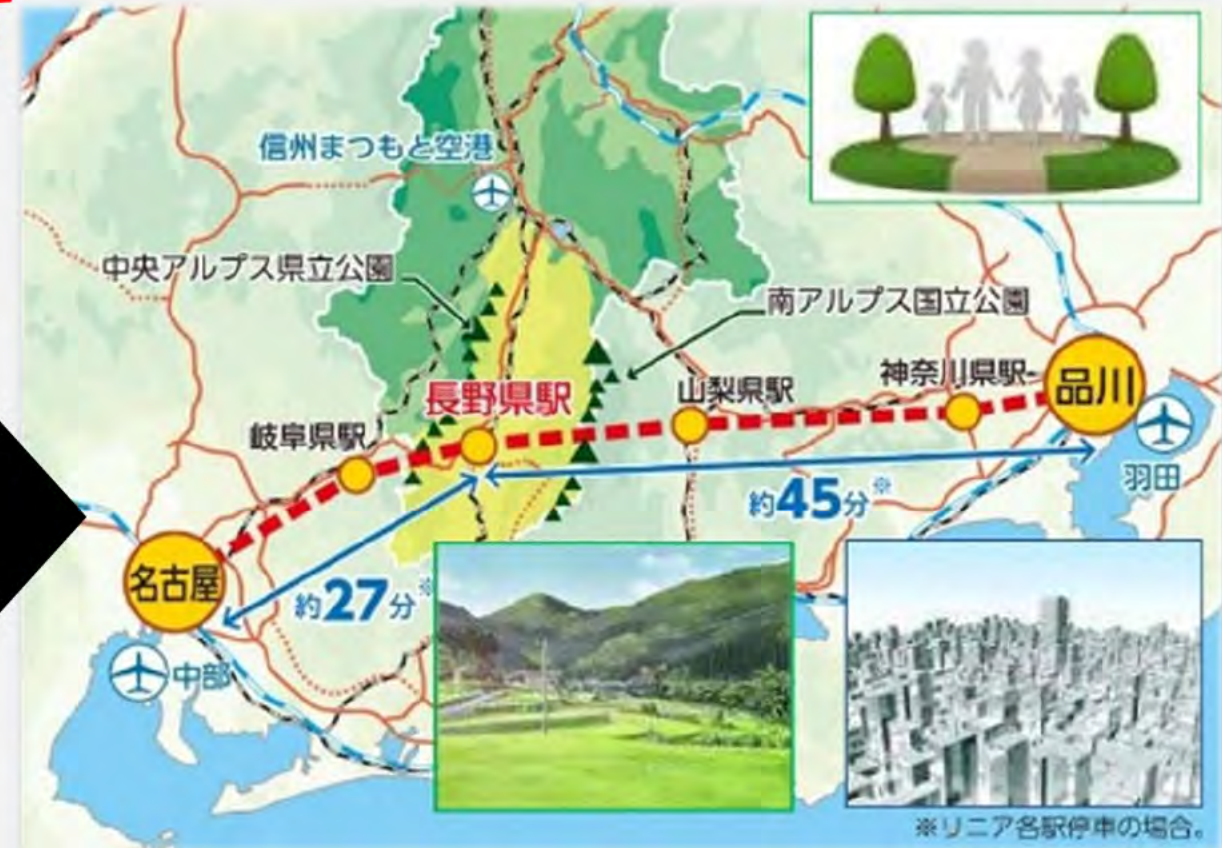 信州まつもと空港
中央アルプス県立公園
南アルプス国立公園
神奈川県駅
品川
山梨県駅
長野県駅
岐阜県駅
羽田
約45分※
名古屋
約27分※
中部
※リニア各駅停車の場合。